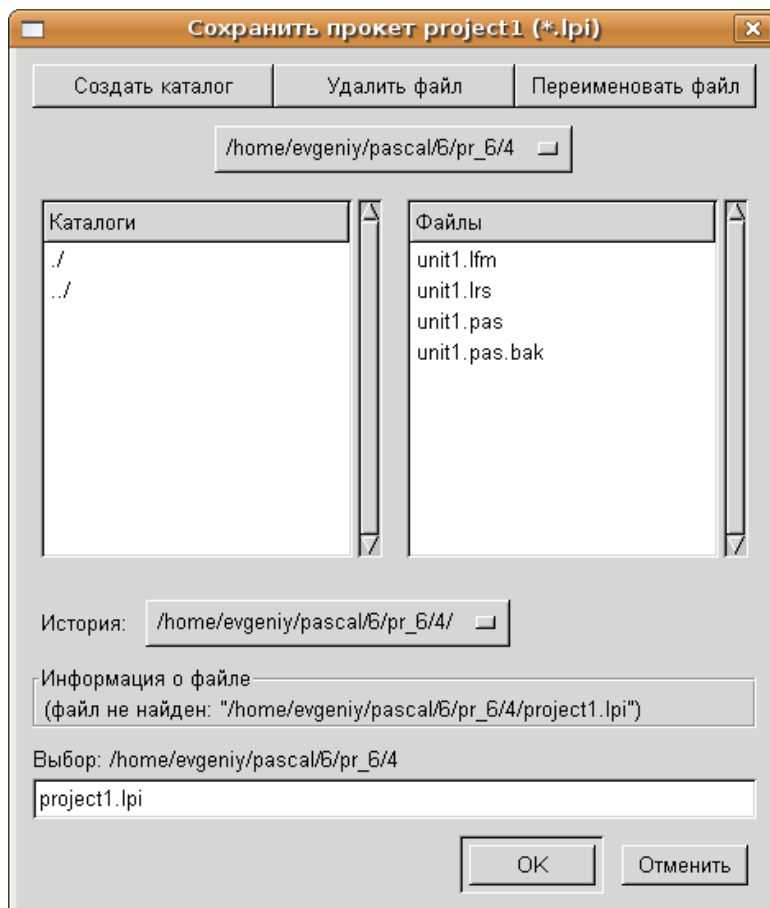 Сохранить прокет project1 (*.lpi)
Создать каталог Удалить файл Переименовать файл
/home/evgeniy/pascal/6/pr_6/4
Каталоги
./
../
Файлы
unit1.lfm
unit1.lrs
unit1.pas
unit1.pas.bak
История: /home/evgeniy/pascal/6/pr_6/4/
Информация о файле
(файл не найден: "/home/evgeniy/pascal/6/pr_6/4/project1.lpi")
Выбор: /home/evgeniy/pascal/6/pr_6/4
project1.lpi
OK Отменить